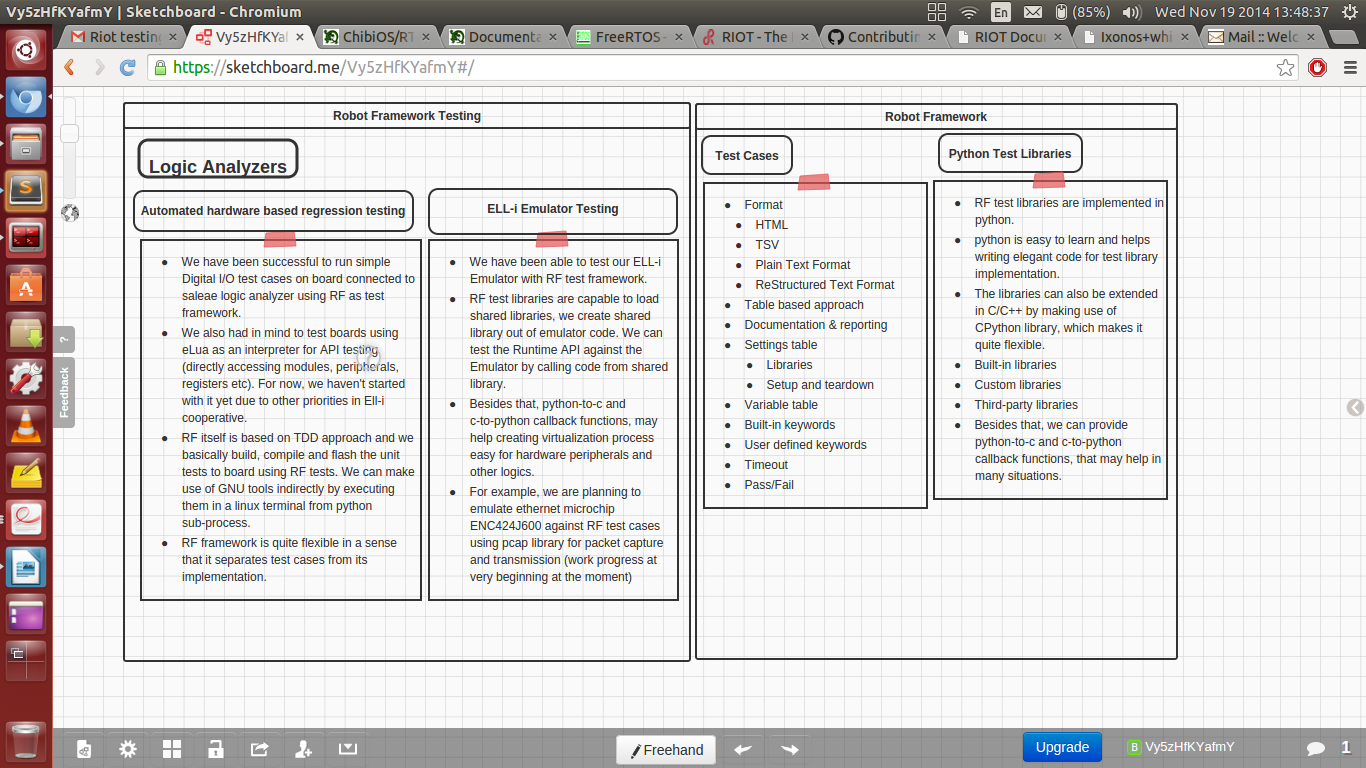 Vy5zHfKYafmY | Sketchboard - Chromium
En
(85%)
Wed Nov 19 2014 13:48:37
Riot testing
Vy5zHfKYaf
ChibiOS/RT
Documenta
FreeRTOS -
RIOT - The
Contributin
RIOT Docum
Ixonos+whi
Mail :: Welc
https://sketchboard.me/Vy5zHfKYafmY#/
Robot Framework Testing
Logic Analyzers
Automated hardware based regression testing
We have been successful to run simple
Digital I/O test cases on board connected to
saleae logic analyzer using RF as test
framework.
We also had in mind to test boards using
eLua as an interpreter for API testing
(directly accessing modules, peripherals,
registers etc). For now, we haven't started
with it yet due to other priorities in Ell-i
cooperative.
RF itself is based on TDD approach and we
basically build, compile and flash the unit
tests to board using RF tests. We can make
use of GNU tools indirectly by executing
them in a linux terminal from python
sub-process.
RF framework is quite flexible in a sense
that it separates test cases from its
implementation.
ELL-i Emulator Testing
We have been able to test our ELL-i
Emulator with RF test framework.
RF test libraries are capable to load
shared libraries, we create shared
library out of emulator code. We can
test the Runtime API against the
Emulator by calling code from shared
library.
Besides that, python-to-c and
c-to-python callback functions, may
help creating virtualization process
easy for hardware peripherals and
other logics.
For example, we are planning to
emulate ethernet microchip
ENC424J600 against RF test cases
using pcap library for packet capture
and transmission (work progress at
very beginning at the moment)
Robot Framework
Test Cases
Format
HTML
TSV
Plain Text Format
ReStructured Text Format
Table based approach
Documentation & reporting
Settings table
Libraries
Setup and teardown
Variable table
Built-in keywords
User defined keywords
Timeout
Pass/Fail
Python Test Libraries
RF test libraries are implemented in
python.
python is easy to learn and helps
writing elegant code for test library
implementation.
The libraries can also be extended
in C/C++ by making use of
CPython library, which makes it
quite flexible.
Built-in libraries
Custom libraries
Third-party libraries
Besides that, we can provide
python-to-c and c-to-python
callback functions, that may help in
many situations.
?
Feedback
Freehand
Upgrade
B Vy5zHfKYafmY
1